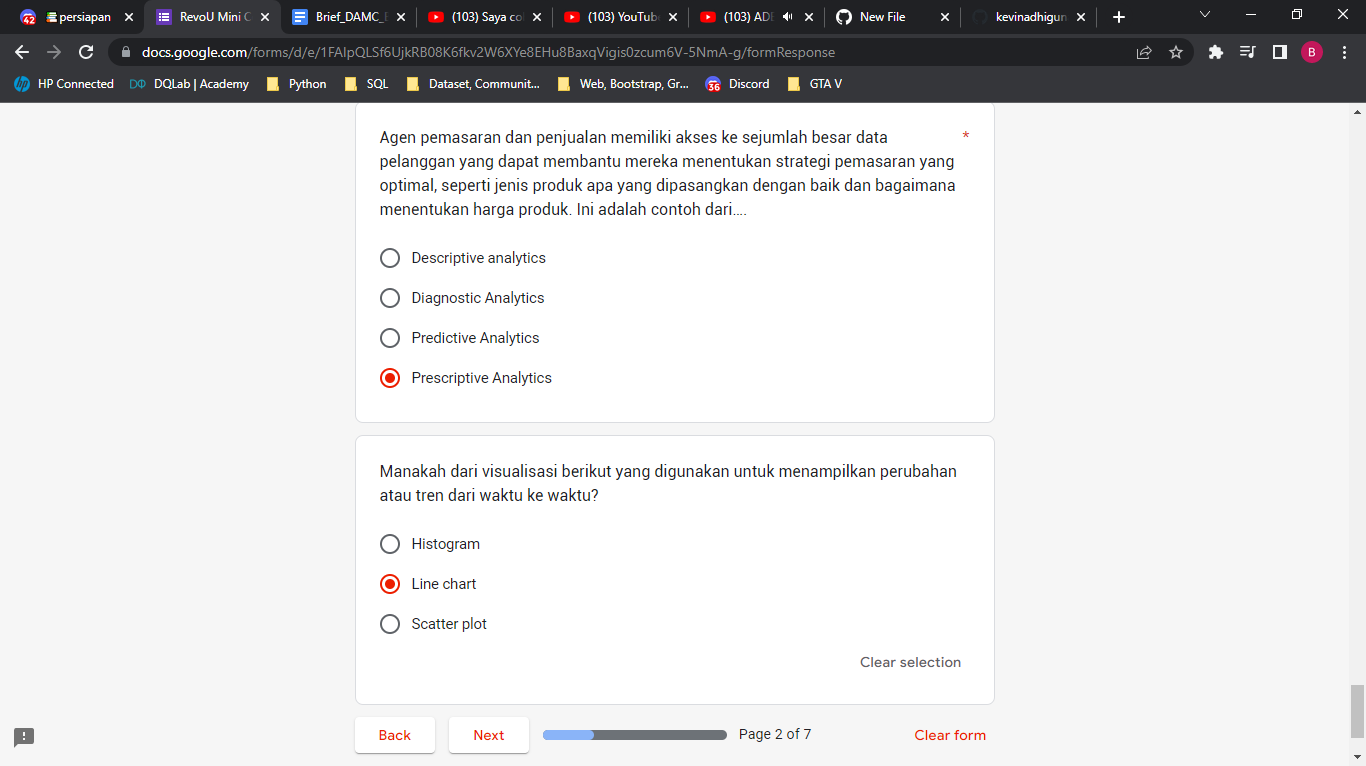 42 persiapan
RevoU Mini C
Brief_DAMC_
(103) Saya co
(103) YouTub
(103) ADE
New File
kevinadhigun
docs.google.com/forms/d/e/1FAIpQLSf6UjkRB08K6fkv2W6XYe8EHu8BaxqVigis0zcum6V-5NmA-g/formResponse
B
HP Connected
DQLab | Academy
Python
SQL
Dataset, Communit...
Web, Bootstrap, Gr...
36 Discord
GTA V
Agen pemasaran dan penjualan memiliki akses ke sejumlah besar data *
pelanggan yang dapat membantu mereka menentukan strategi pemasaran yang
optimal, seperti jenis produk apa yang dipasangkan dengan baik dan bagaimana
menentukan harga produk. Ini adalah contoh dari....
Descriptive analytics
Diagnostic Analytics
Predictive Analytics
Prescriptive Analytics
Manakah dari visualisasi berikut yang digunakan untuk menampilkan perubahan
atau tren dari waktu ke waktu?
Histogram
Line chart
Scatter plot
Clear selection
Back
Next
Page 2 of 7
Clear form